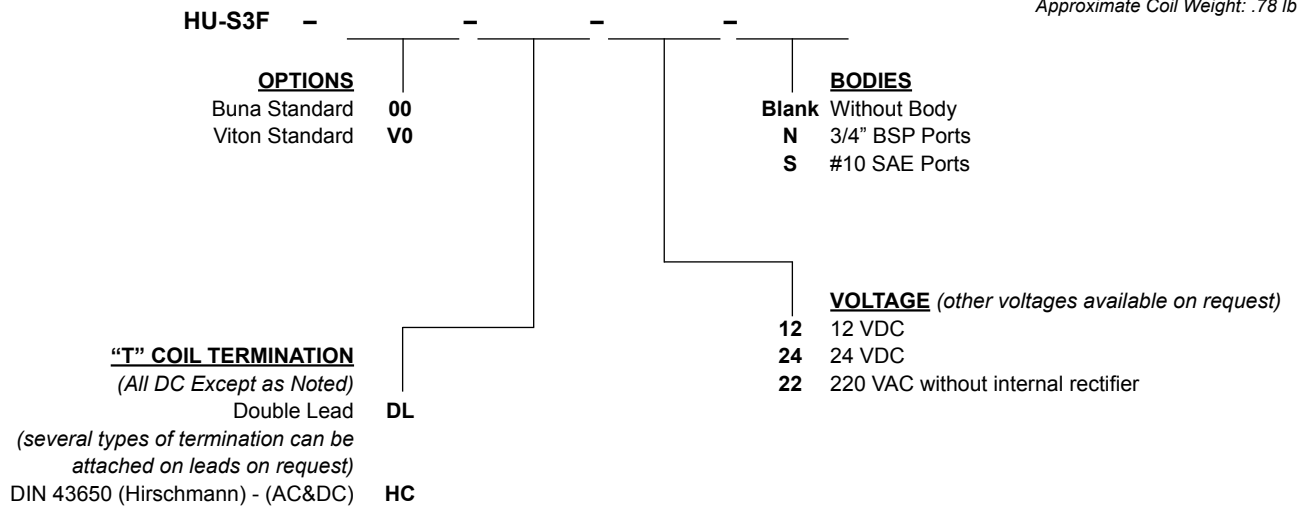 Approximate Coil Weight: .78 lb
HU-S3F – – – –
OPTIONS
Buna Standard 00
Viton Standard V0
BODIES
Blank Without Body
N 3/4” BSP Ports
S #10 SAE Ports
VOLTAGE (other voltages available on request)
12 12 VDC
24 24 VDC
22 220 VAC without internal rectifier
“T” COIL TERMINATION
(All DC Except as Noted)
Double Lead DL
(several types of termination can be
attached on leads on request)
DIN 43650 (Hirschmann) - (AC&DC) HC